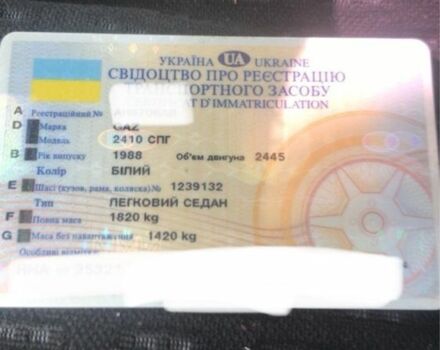 УКРАЇНА UA UKRAINE
СВІДОЦТВО ПРО РЕЄСТРАЦІЮ
ТРАНСПОРТНОГО ЗАСОБУ
D'IMMATRICULATION
A Реєстраційний №
D Марка GAZ
Модель 2410 СПГ
B Рік випуску 1988 Об'єм двигуна 2445
Колір БІЛИЙ
E Шасі (кузов, рама, коляска) № 1239132
Тип ЛЕГКОВИЙ СЕДАН
F Повна маса 1820 kg
G Маса без навантаження 1420 kg
Особливі відмітки